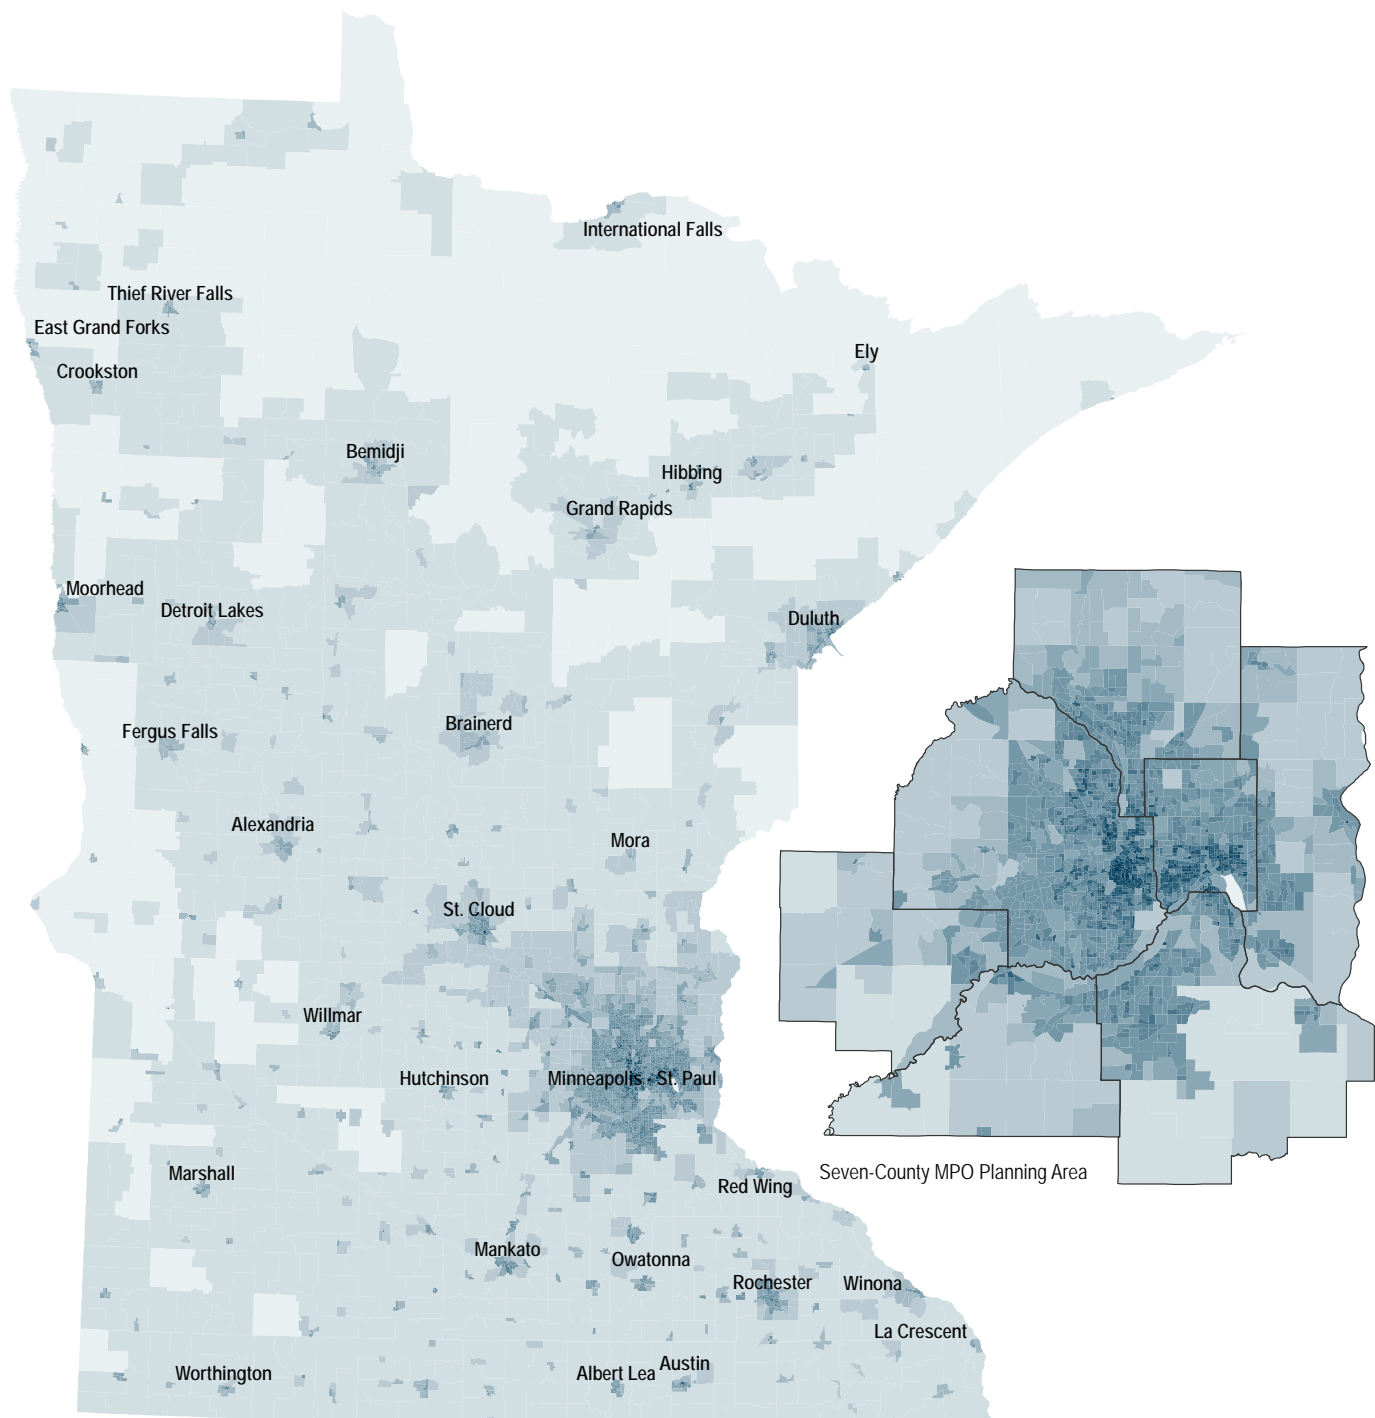 International Falls
Thief River Falls
East Grand Forks
Ely
Crookston
Bemidji
Hibbing
Grand Rapids
Moorhead
Detroit Lakes
Duluth
Brainerd
Fergus Falls
Alexandria
Mora
St. Cloud
Willmar
Hutchinson
Minneapolis - St. Paul
Marshall
Seven-County MPO Planning Area
Red Wing
Mankato
Owatonna
Rochester
Winona
La Crescent
Austin
Worthington
Albert Lea